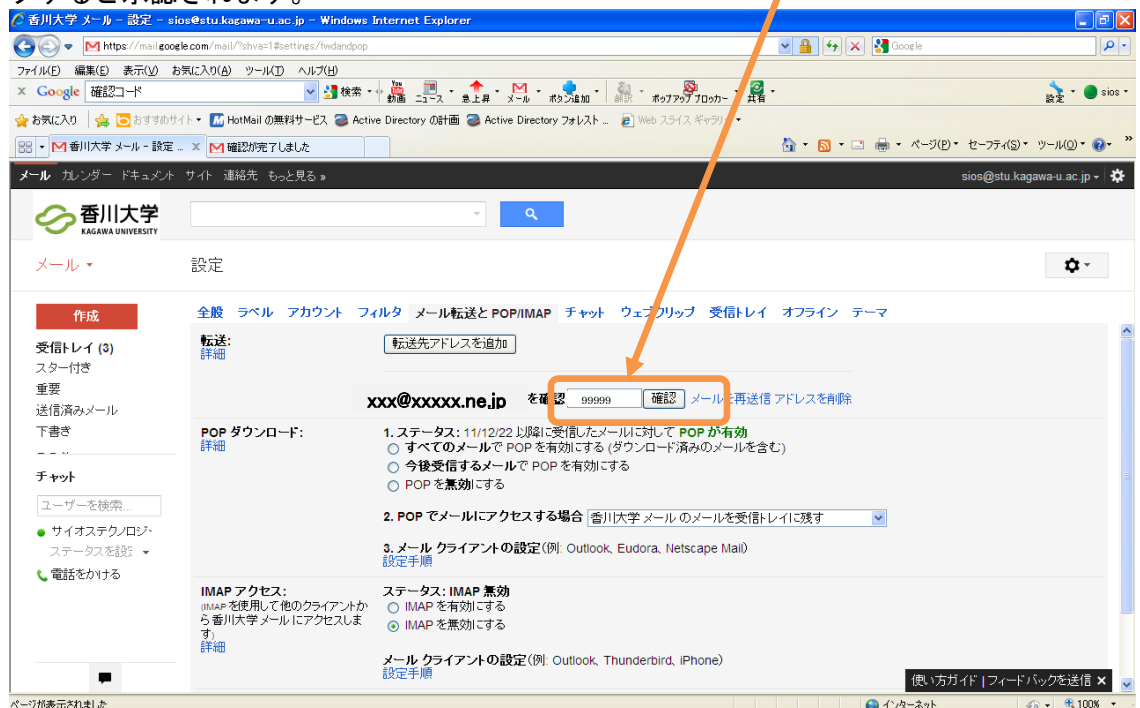 クすると承認されます。
香川大学 メール - 設定 - sios@stu.kagawa-u.ac.jp - Windows Internet Explorer
https://mail.google.com/mail/?shva=1#settings/fwdandpop
Google
ファイル(F) 編集(E) 表示(V) お気に入り(A) ツール(T) ヘルプ(H)
x Google 確認コード 検索 動画 ニュース 急上昇 メール ボタン追加 翻訳 ポップアップ ブロッカー 共有 設定 sios
お気に入り おすすめサイト HotMail の無料サービス Active Directory の計画 Active Directory フォレスト ... Web スライス ギャラリー
香川大学 メール - 設定 ... x 確認が完了しました ページ(P) セーフティ(S) ツール(O) »
メール カレンダー ドキュメント サイト 連絡先 もっと見る » sios@stu.kagawa-u.ac.jp
香川大学
KAGAWA UNIVERSITY
メール 設定
作成
全般 ラベル アカウント フィルタ メール転送と POP/IMAP チャット ウェブクリップ 受信トレイ オフライン テーマ
受信トレイ (3)
スター付き
重要
送信済みメール
下書き
チャット
ユーザーを検索...
サイオステクノロジ
ステータスを設定
電話をかける
転送:
詳細
転送先アドレスを追加
xxx@xxxxx.ne.jp を確認 99999 確認 メールを再送信 アドレスを削除
POP ダウンロード:
詳細
1. ステータス: 11/12/22 以降に受信したメールに対して POP が有効
すべてのメールで POP を有効にする (ダウンロード済みのメールを含む)
今後受信するメールで POP を有効にする
POP を無効にする
2. POP でメールにアクセスする場合 香川大学 メール のメールを受信トレイに残す
3. メール クライアントの設定(例: Outlook, Eudora, Netscape Mail)
設定手順
IMAP アクセス:
(IMAP を使用して他のクライアントか
ら香川大学 メール にアクセスしま
す)
詳細
ステータス: IMAP 無効
IMAP を有効にする
IMAP を無効にする
メール クライアントの設定(例: Outlook, Thunderbird, iPhone)
設定手順
使い方ガイド | フィードバックを送信 ×
ページが表示されました インターネット 100%